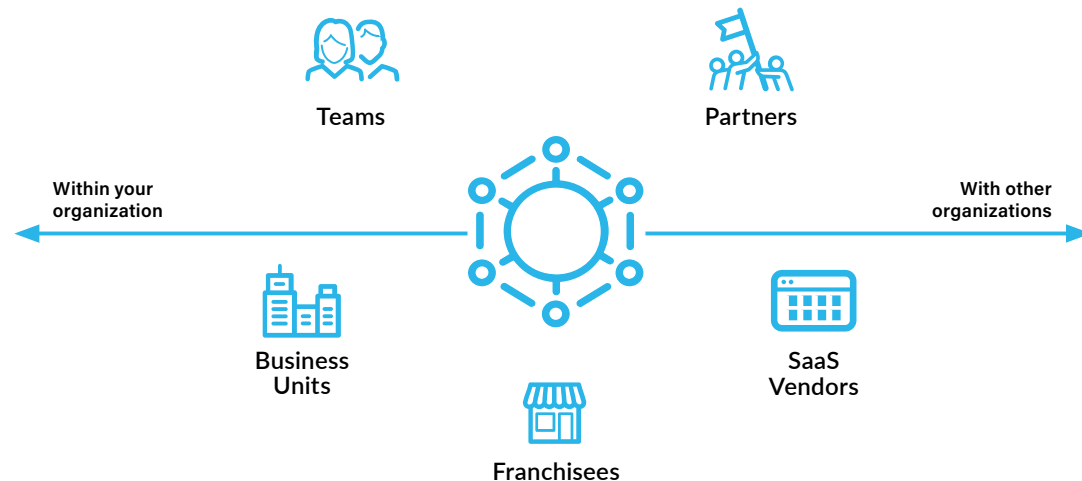 Teams
Partners
Within your
organization
With other
organizations
Business
Units
SaaS
Vendors
Franchisees